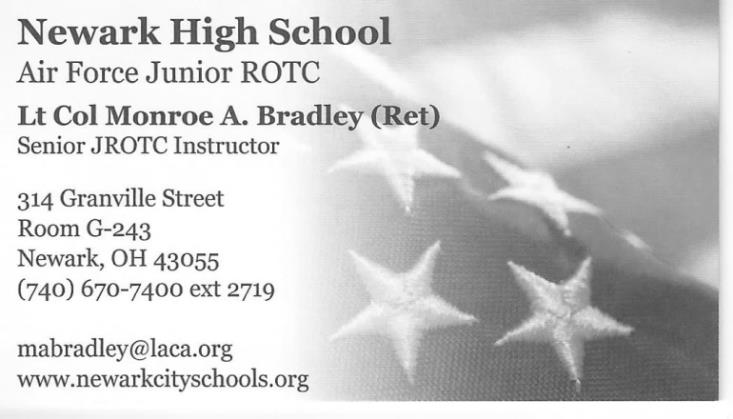 Newark High School
Air Force Junior ROTC
Lt Col Monroe A. Bradley (Ret)
Senior JROTC Instructor
314 Granville Street
Room G-243
Newark, OH 43055
(740) 670-7400 ext 2719
mabradley@laca.org
www.newarkcityschools.org